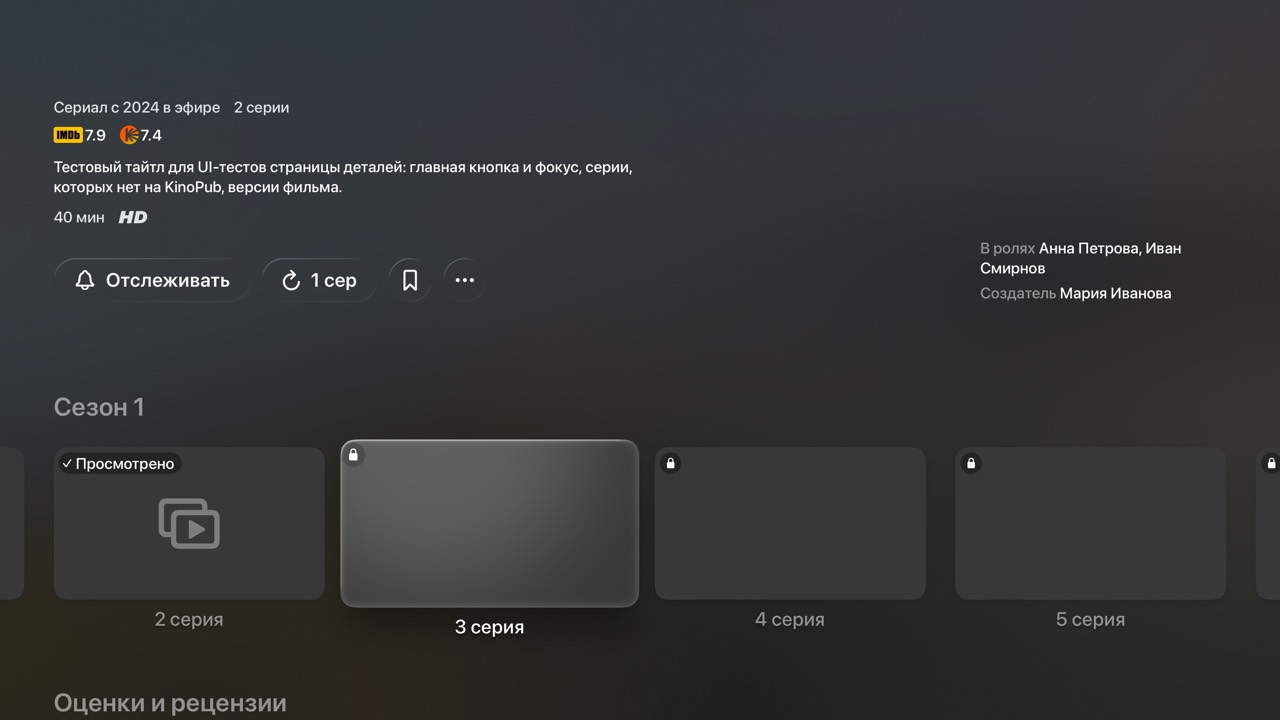 Сериал с 2024 в эфире 2 серии
IMDb 7.9 7.4
Тестовый тайтл для UI-тестов страницы деталей: главная кнопка и фокус, серии,
которых нет на KinoPub, версии фильма.
40 мин HD
В ролях Анна Петрова, Иван
Смирнов
Создатель Мария Иванова
Отслеживать 1 сер
Сезон 1
Просмотрено
2 серия
3 серия
4 серия
5 серия
Оценки и рецензии